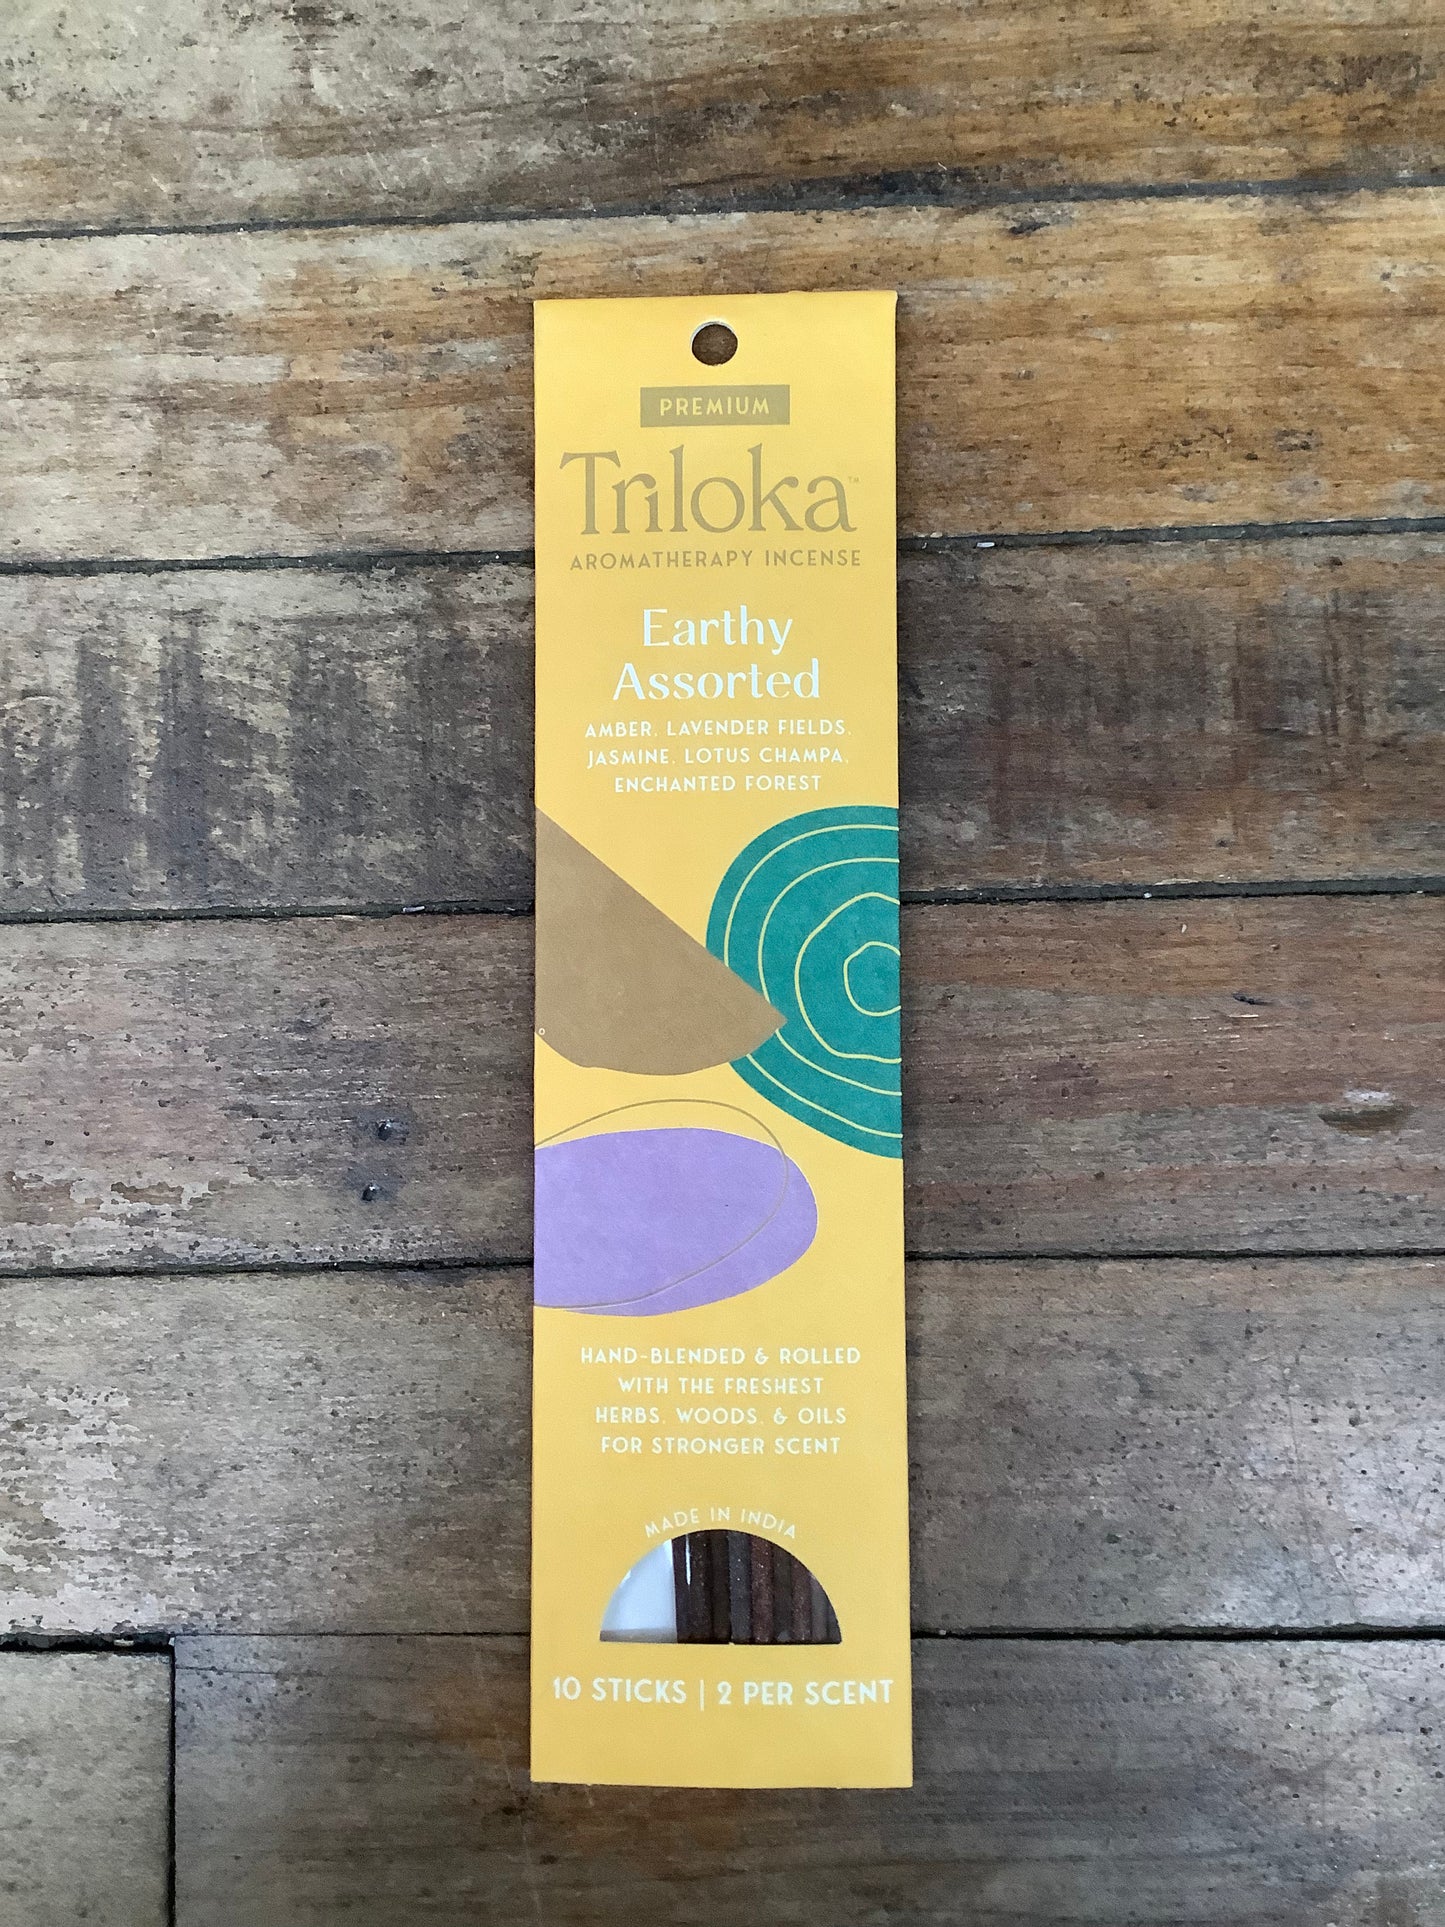 PREMIUM
Triloka™
AROMATHERAPY INCENSE
Earthy
Assorted
AMBER, LAVENDER FIELDS,
JASMINE, LOTUS CHAMPA,
ENCHANTED FOREST
HAND-BLENDED & ROLLED
WITH THE FRESHEST
HERBS, WOODS, & OILS
FOR STRONGER SCENT
MADE IN INDIA
10 STICKS | 2 PER SCENT